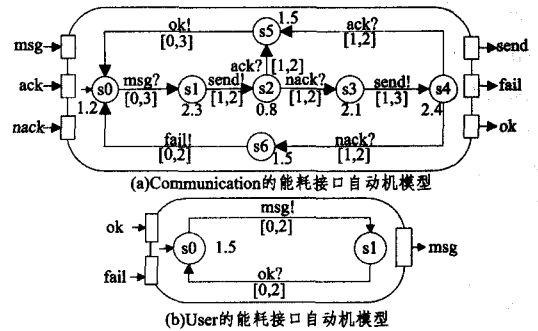 ok! s5 1.5 ack?
[0,3] [1,2]
msg send
ack fail
nack ok
ack? [1,2]
s0 msg? s1 send! s2 nack? s3 send! s4
[0,3] [1,2] [1,2] [1,3]
1.2 2.3 0.8 2.1 2.4
fail! s6 nack?
[0,2] 1.5 [1,2]
(a)Communication的能耗接口自动机模型
ok msg!
[0,2]
s0 1.5 s1 msg
fail ok?
[0,2]
(b)User的能耗接口自动机模型